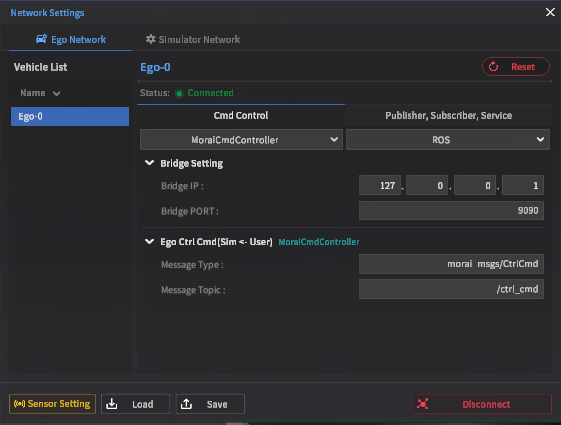 Network Settings
Ego Network
Simulator Network
Vehicle List
Name
Ego-0
Ego-0
Reset
Status: Connected
Cmd Control
Publisher, Subscriber, Service
MoraiCmdController
ROS
Bridge Setting
Bridge IP :
127 . 0 . 0 . 1
Bridge PORT :
9090
Ego Ctrl Cmd(Sim <- User) MoraiCmdController
Message Type :
morai_msgs/CtrlCmd
Message Topic :
/ctrl_cmd
Sensor Setting
Load
Save
Disconnect